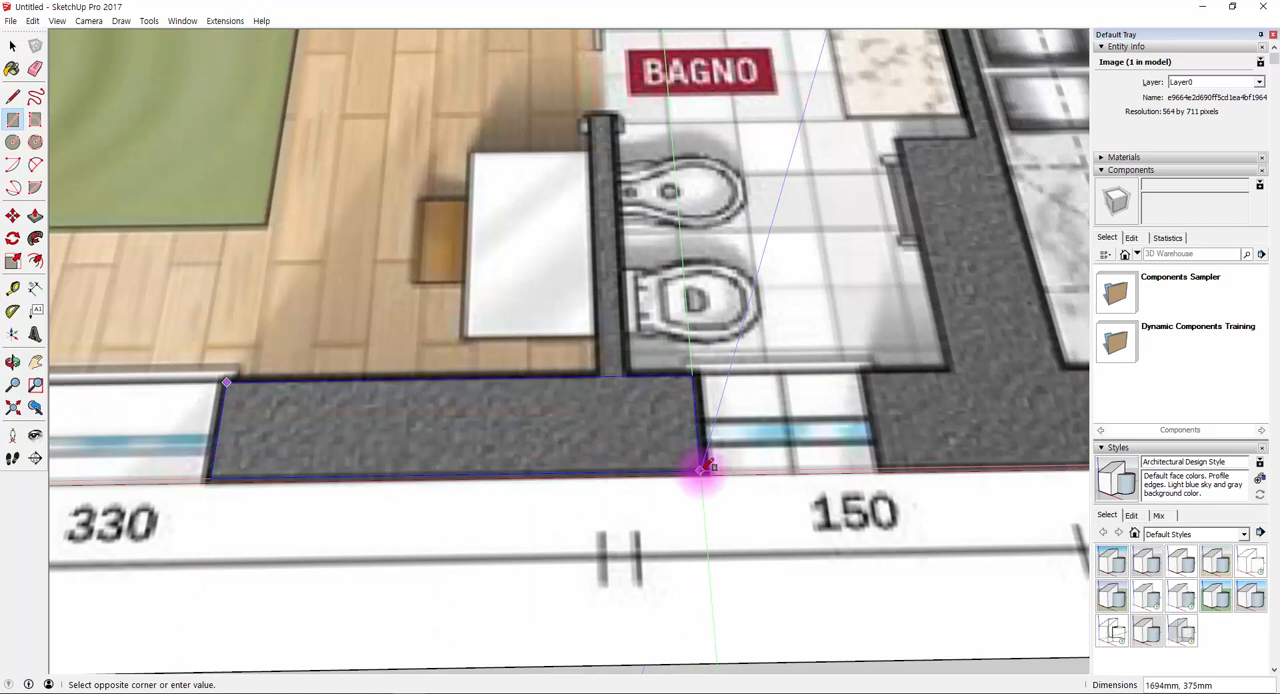 Untitled - SketchUp Pro 2017
File Edit View Camera Draw Tools Window Extensions Help
BAGNO
330
150
Default Tray
Entity Info
Image (1 in model)
Layer: Layer0
Name: e9664e2d690ff5cd1ea4bf1964
Resolution: 564 by 711 pixels
Materials
Components
Select Edit Statistics
3D Warehouse
Components Sampler
Dynamic Components Training
Components
Styles
Architectural Design Style
Default face colors. Profile
edges. Light blue sky and gray
background color.
Select Edit Mix
Default Styles
Select opposite corner or enter value.
Dimensions 1694mm, 375mm